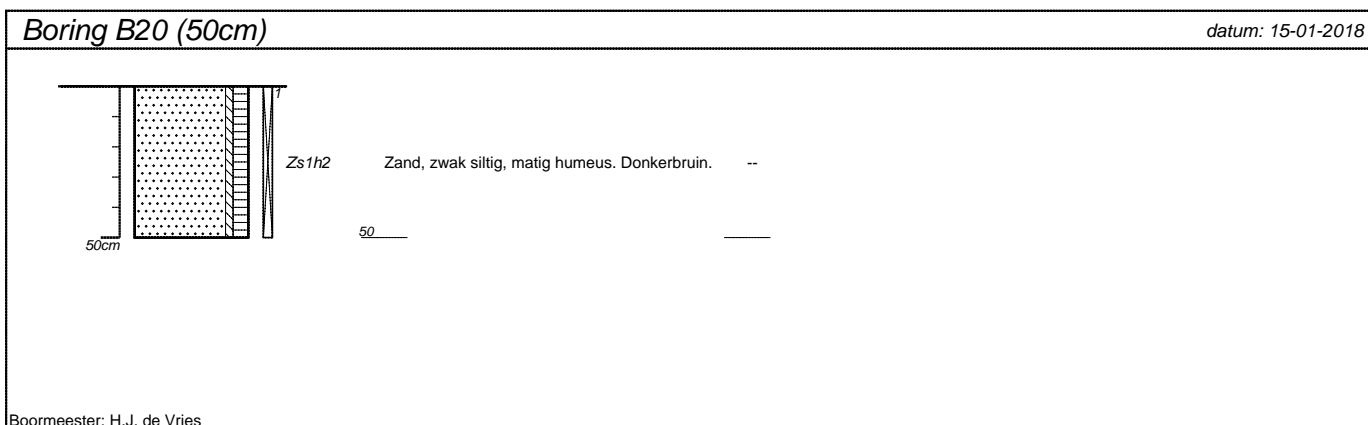 Boring B20 (50cm) datum: 15-01-2018
1
Zs1h2 Zand, zwak siltig, matig humeus. Donkerbruin. --
50cm 50
Boormeester: H.J. de Vries